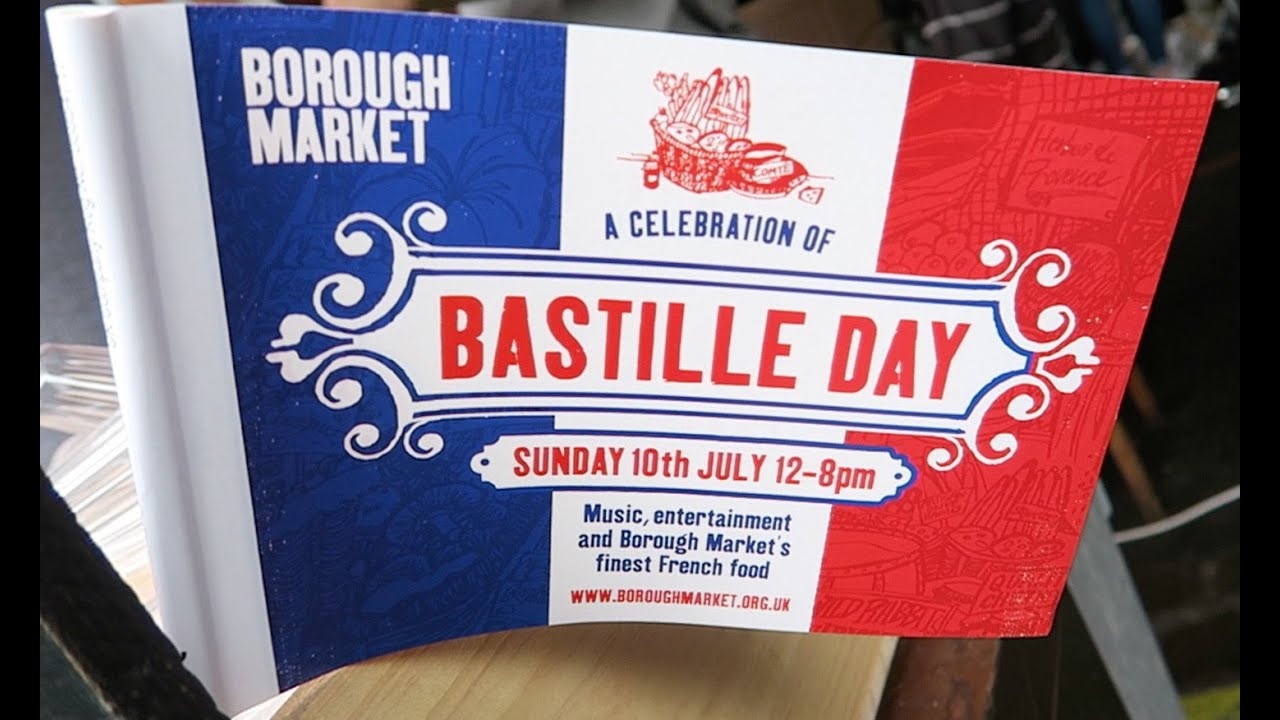 BOROUGH
MARKET
COMTÉ
A CELEBRATION OF
BASTILLE DAY
SUNDAY 10th JULY 12-8pm
Music, entertainment
and Borough Market's
finest French food
WWW.BOROUGHMARKET.ORG.UK